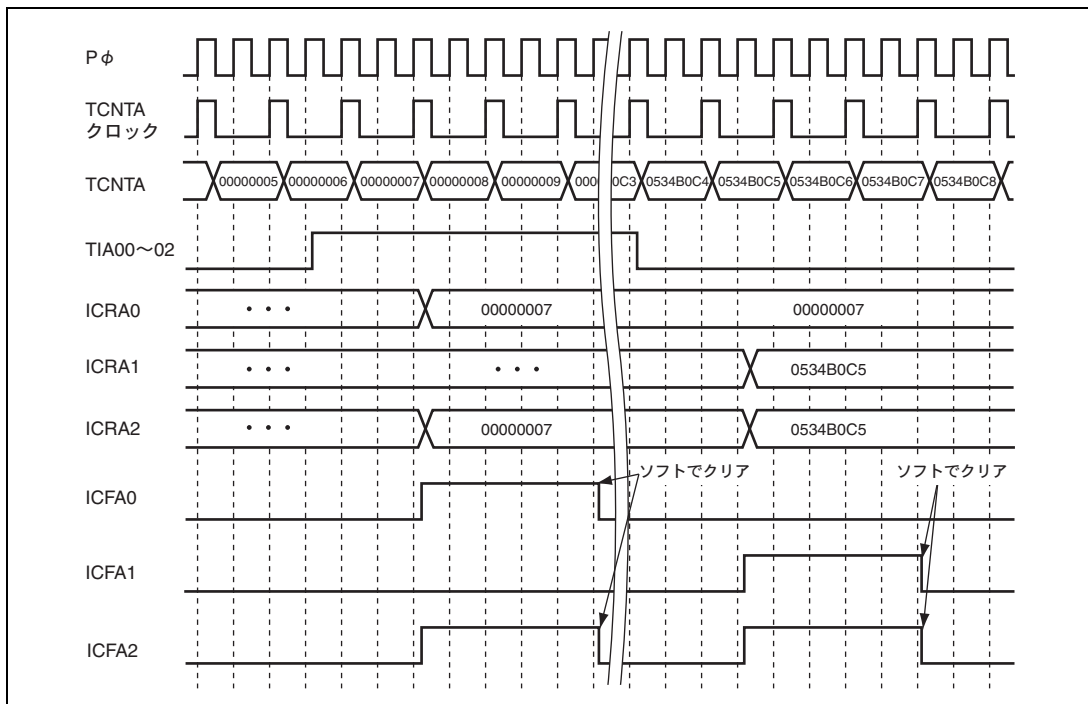 Pφ
TCNTA
クロック
TCNTA 00000005 00000006 00000007 00000008 00000009 0C3 0534B0C4 0534B0C5 0534B0C6 0534B0C7 0534B0C8
TIA00〜02
ICRA0 ・・・ 00000007 00000007
ICRA1 ・・・ ・・・ 0534B0C5
ICRA2 ・・・ 00000007 0534B0C5
ソフトでクリア ソフトでクリア
ICFA0
ICFA1
ICFA2